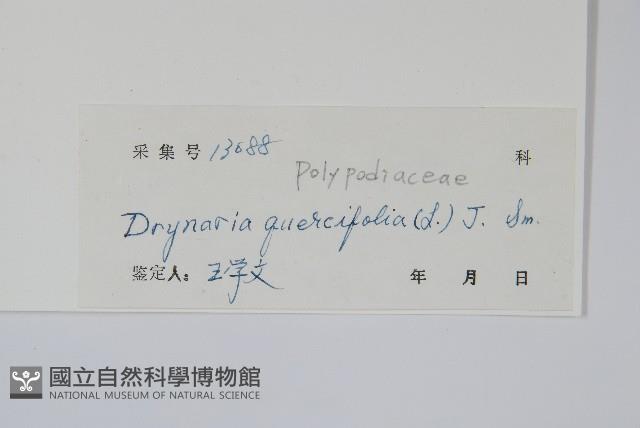 采集号 13688 科
Polypodiaceae
Drynaria quercifolia (L.) J. Sm.
鉴定人： 王学文 年 月 日
國立自然科學博物館
NATIONAL MUSEUM OF NATURAL SCIENCE